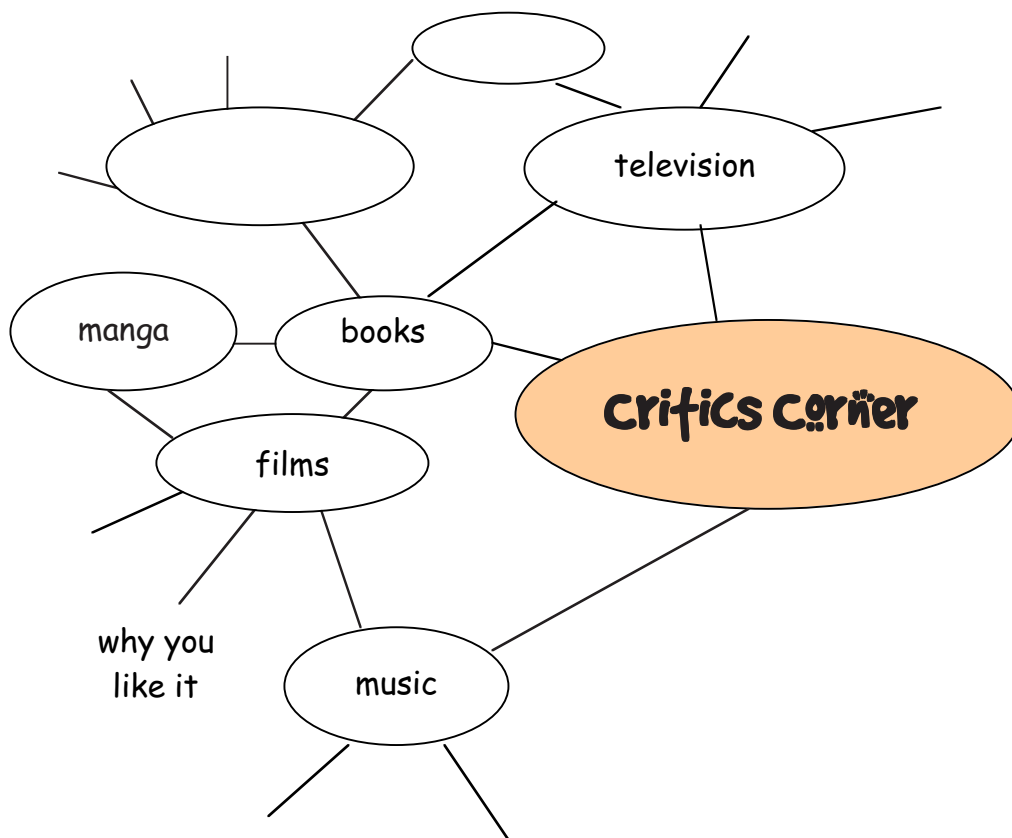 television
manga
books
critics corner
films
why you
like it
music